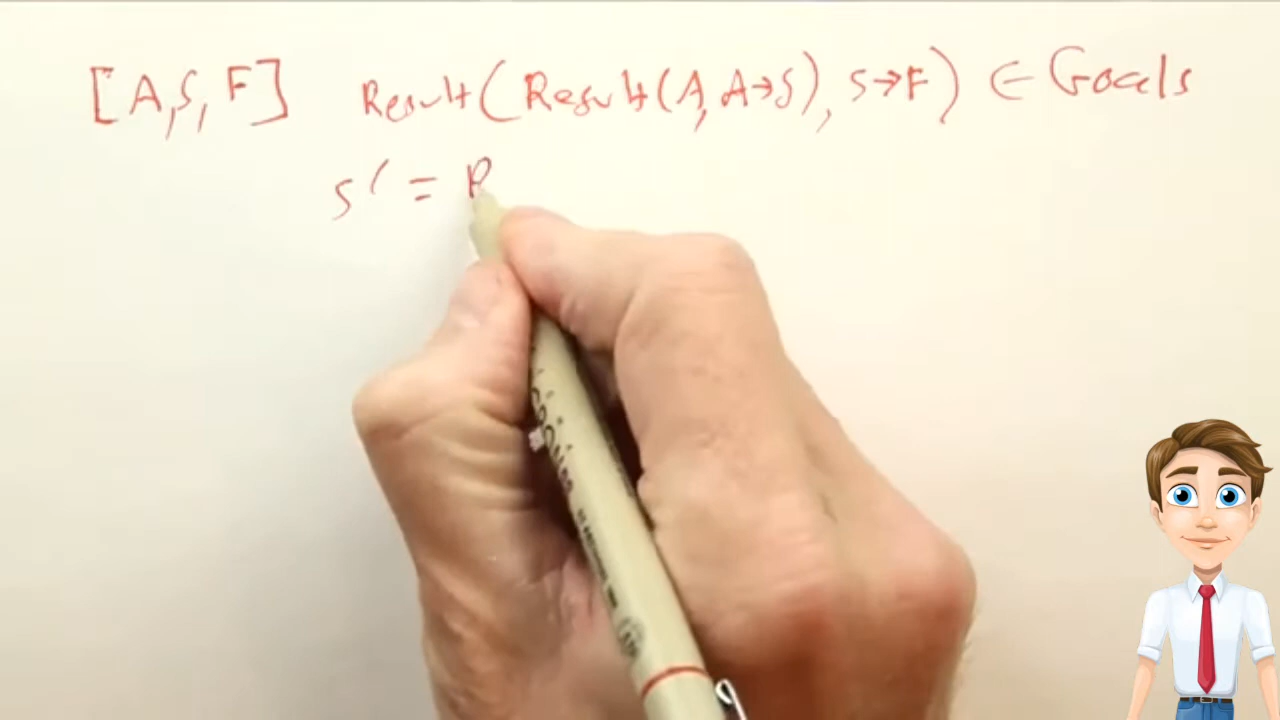 [A, S, F] Result(Result(A, A→S), S→F) ∈ Goals
s' = R